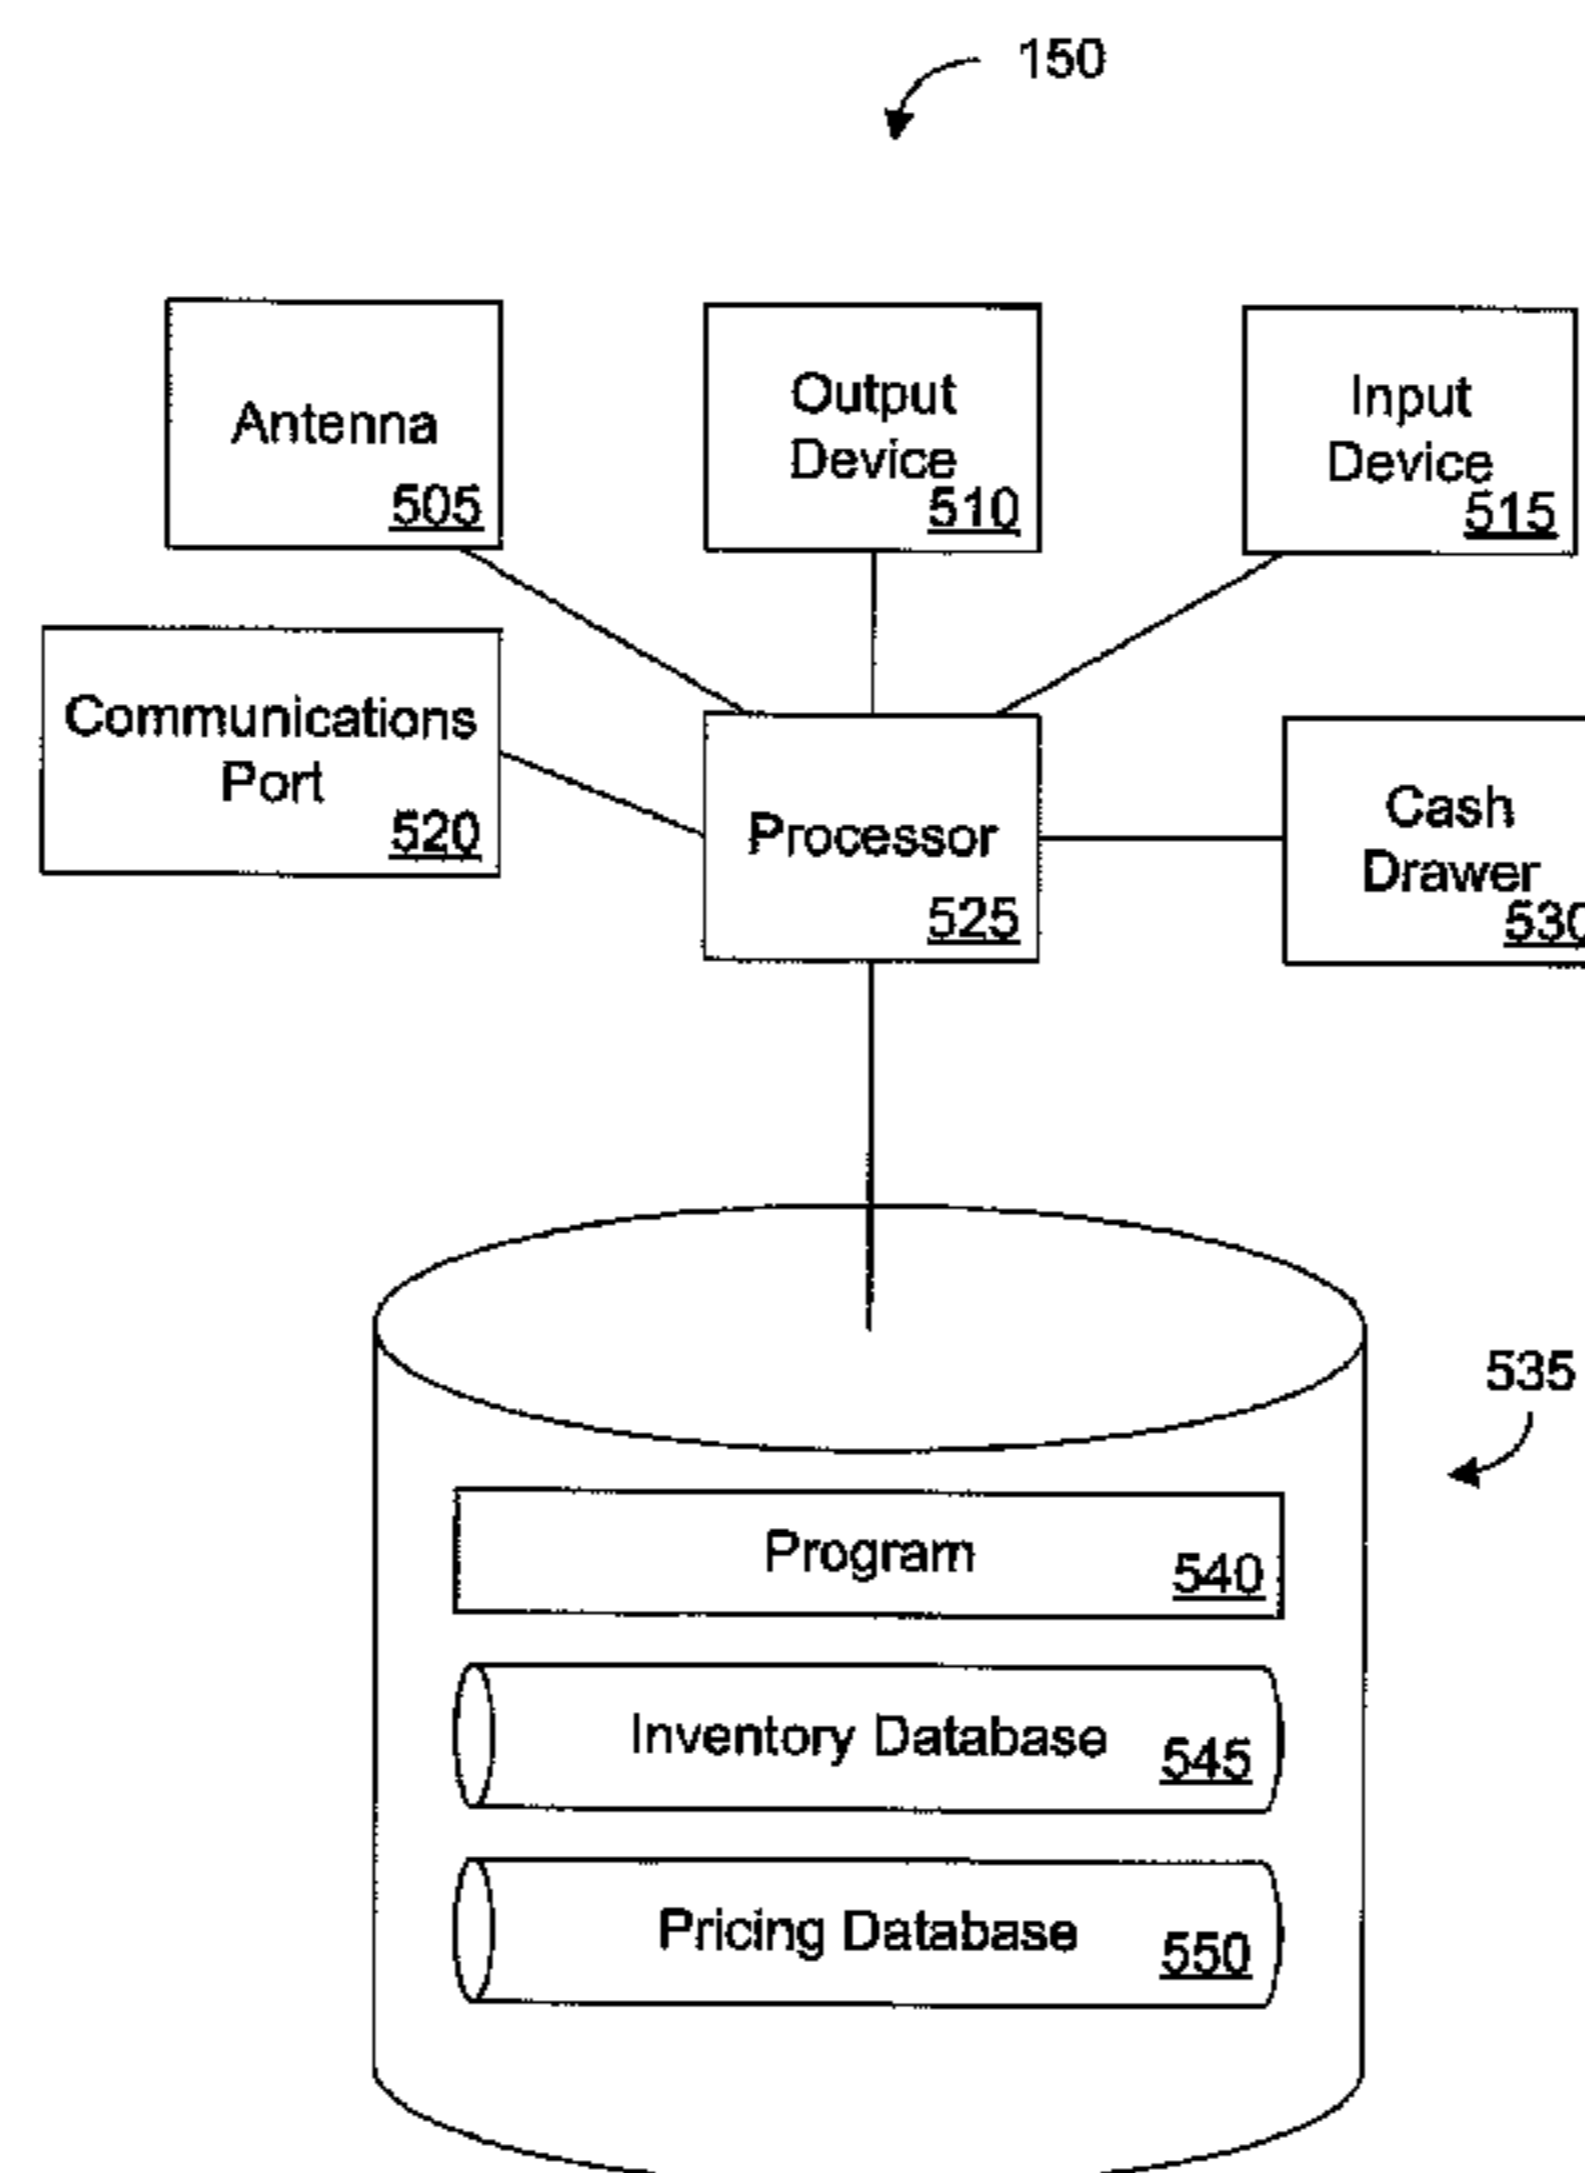 150
Antenna
505
Output
Device
510
Input
Device
515
Communications
Port
520
Processor
525
Cash
Drawer
530
535
Program
540
Inventory Database
545
Pricing Database
550